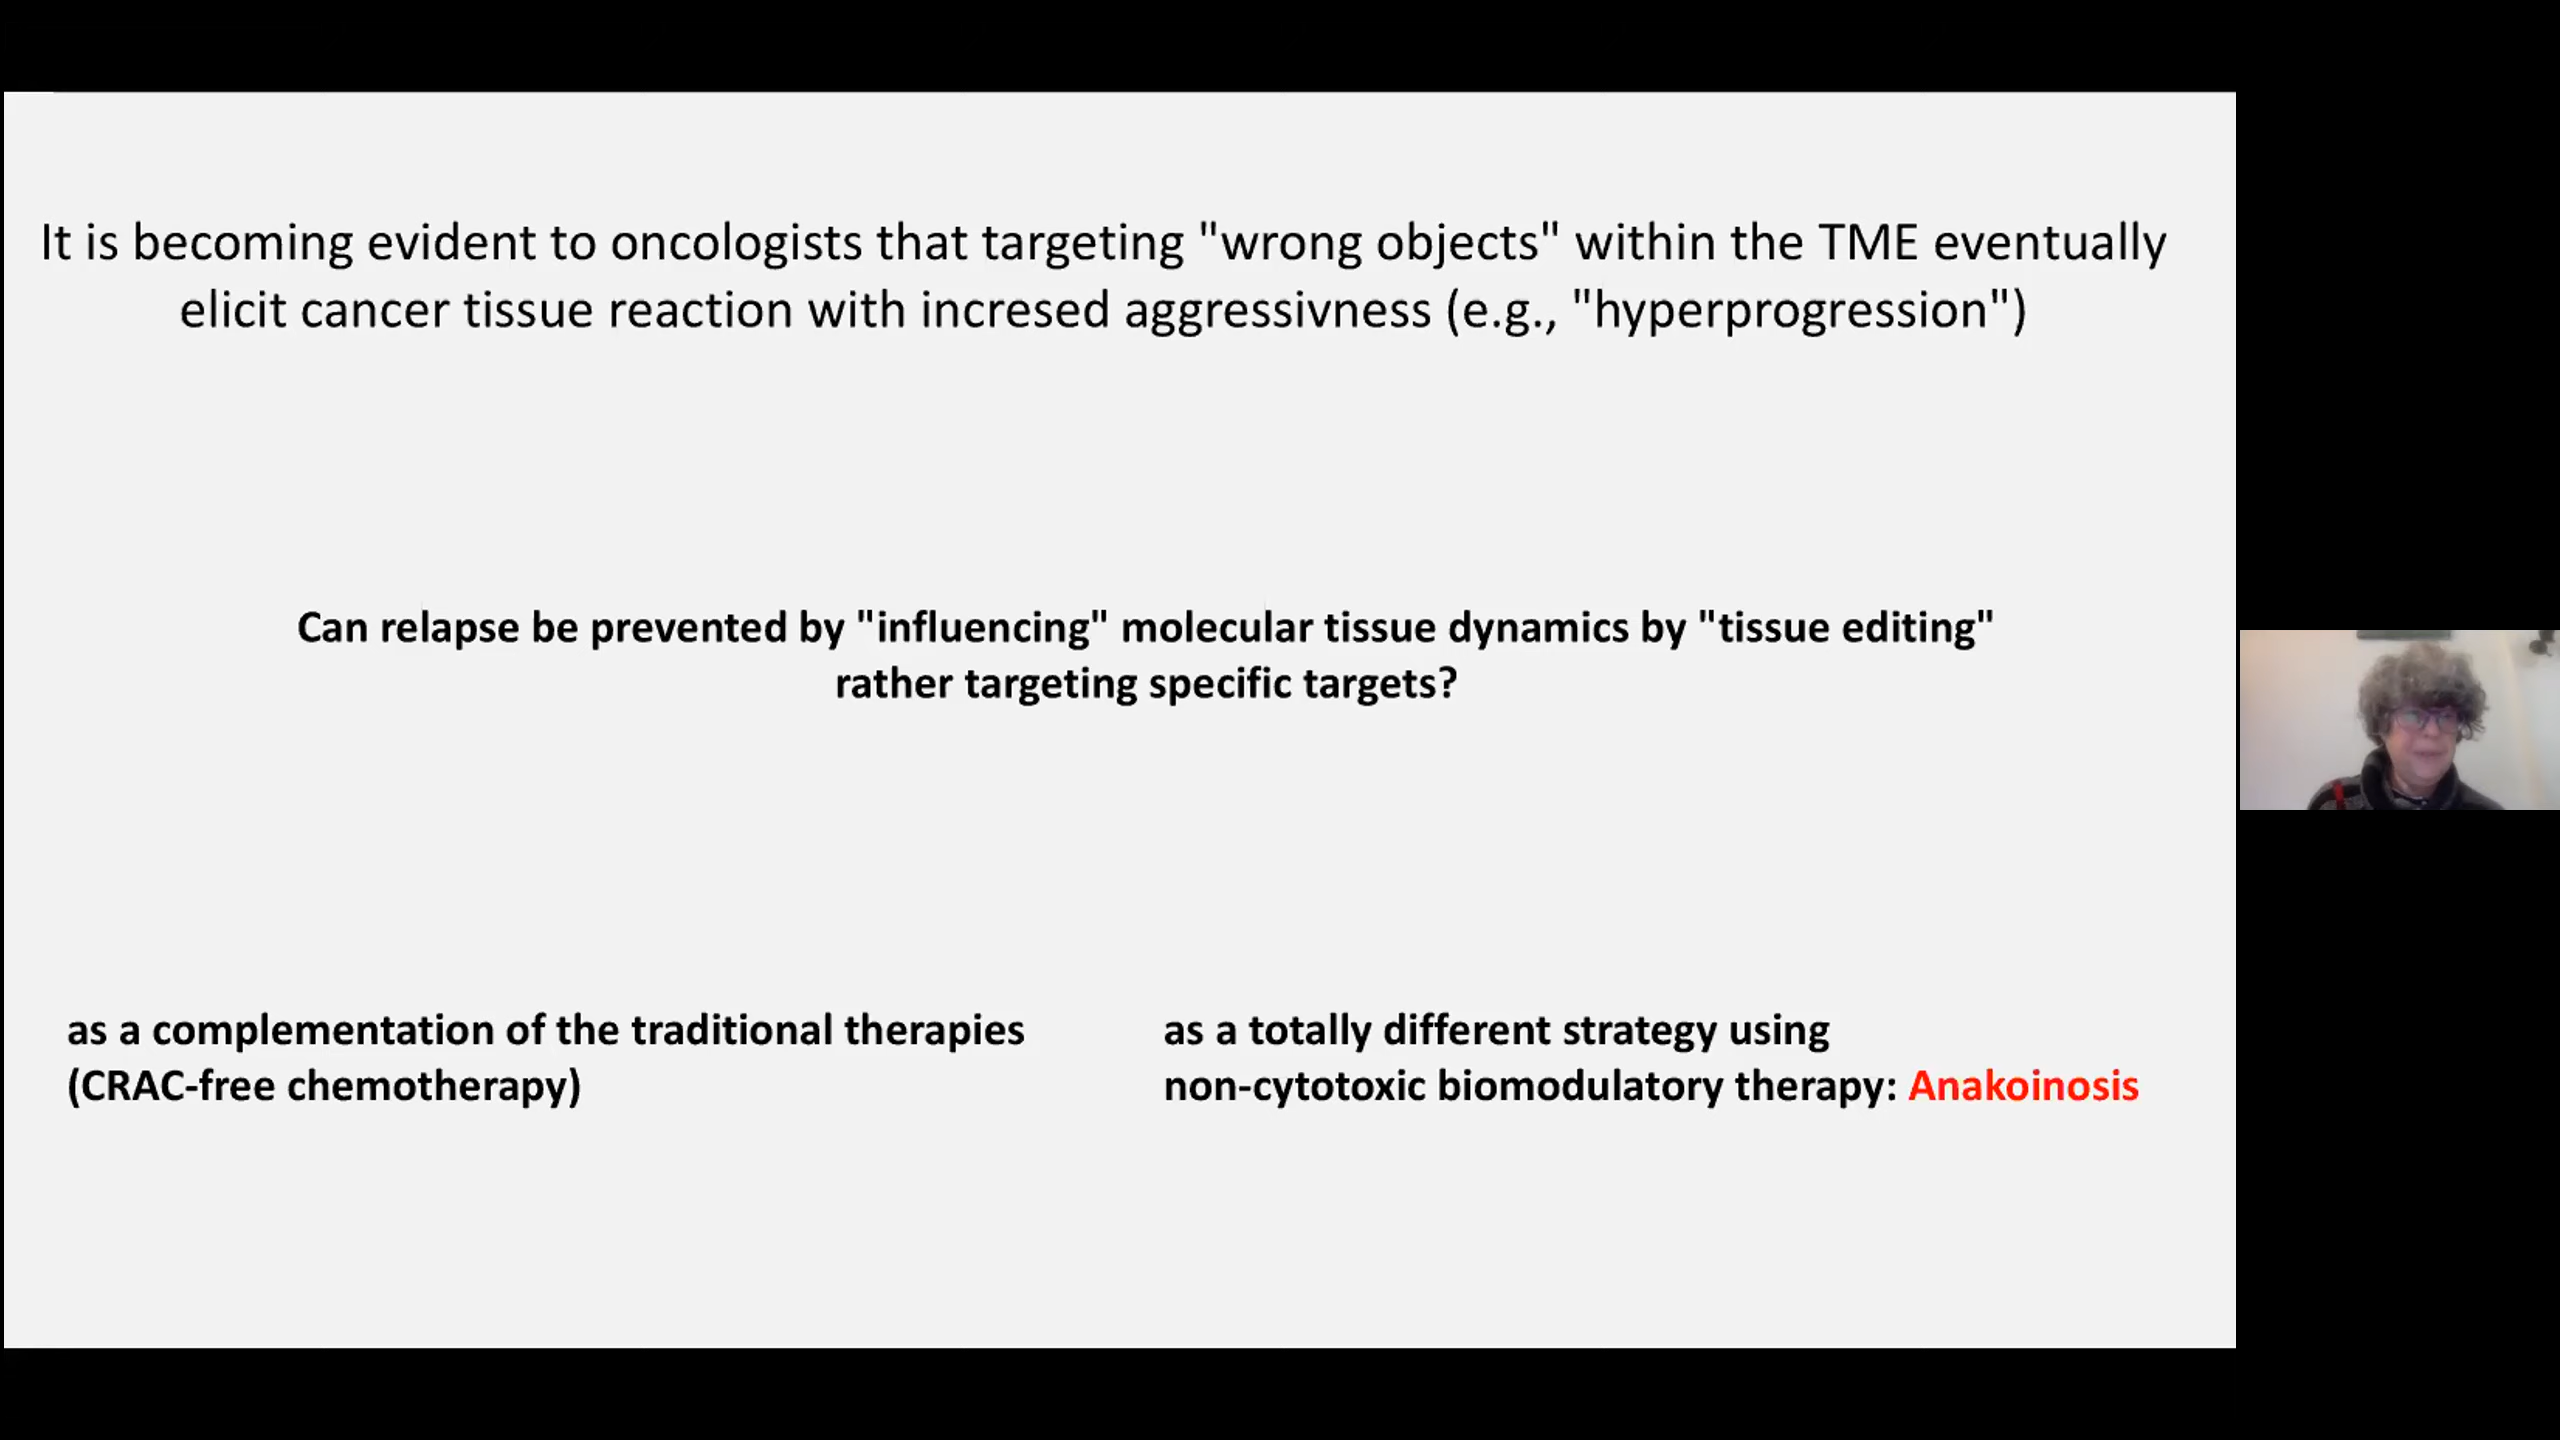 It is becoming evident to oncologists that targeting "wrong objects" within the TME eventually
elicit cancer tissue reaction with incresed aggressivness (e.g., "hyperprogression")
Can relapse be prevented by "influencing" molecular tissue dynamics by "tissue editing"
rather targeting specific targets?
as a complementation of the traditional therapies
(CRAC-free chemotherapy)
as a totally different strategy using
non-cytotoxic biomodulatory therapy: Anakoinosis